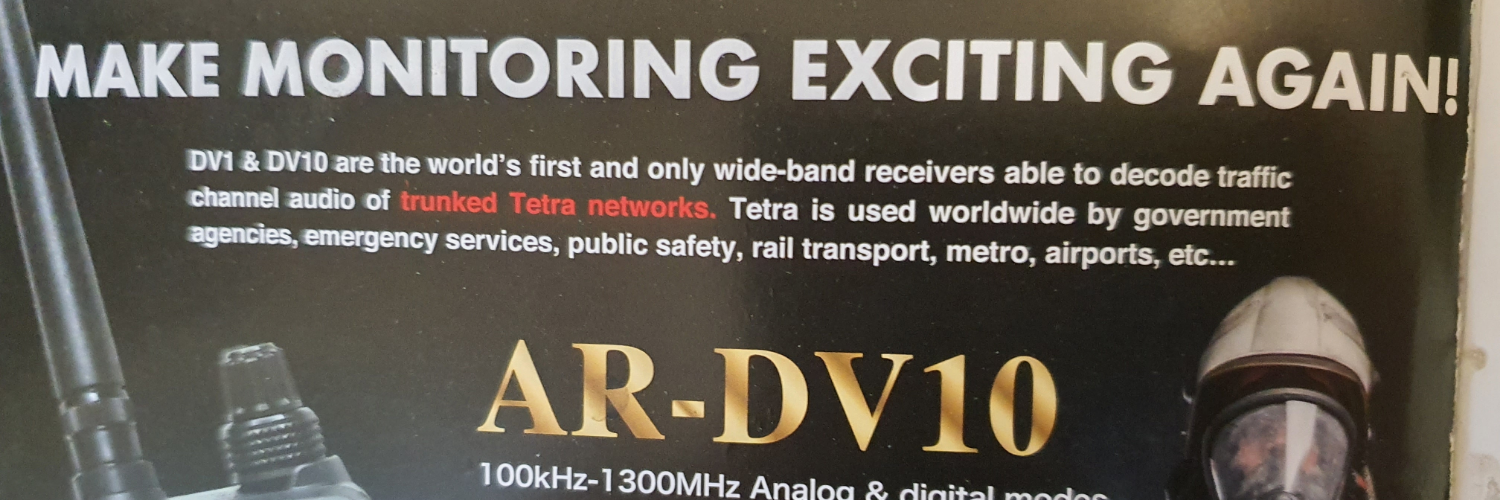 MAKE MONITORING EXCITING AGAIN!
DV1 & DV10 are the world's first and only wide-band receivers able to decode traffic
channel audio of trunked Tetra networks. Tetra is used worldwide by government
agencies, emergency services, public safety, rail transport, metro, airports, etc...
AR-DV10
100kHz-1300MHz Analog & digital modes